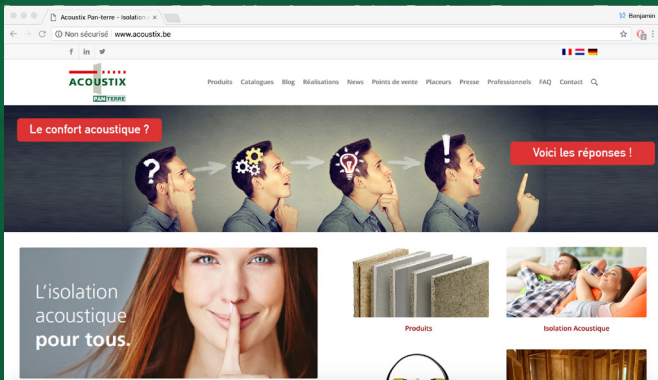 Acoustix Pan-terre - Isolation
Benjamin
Non sécurisé www.acoustix.be
ACOUSTIX
PAN TERRE
Produits Catalogues Blog Réalisations News Points de vente Placeurs Presse Professionnels FAQ Contact
Le confort acoustique ?
?
!
Voici les réponses !
L'isolation
acoustique
pour tous.
Produits
Isolation Acoustique